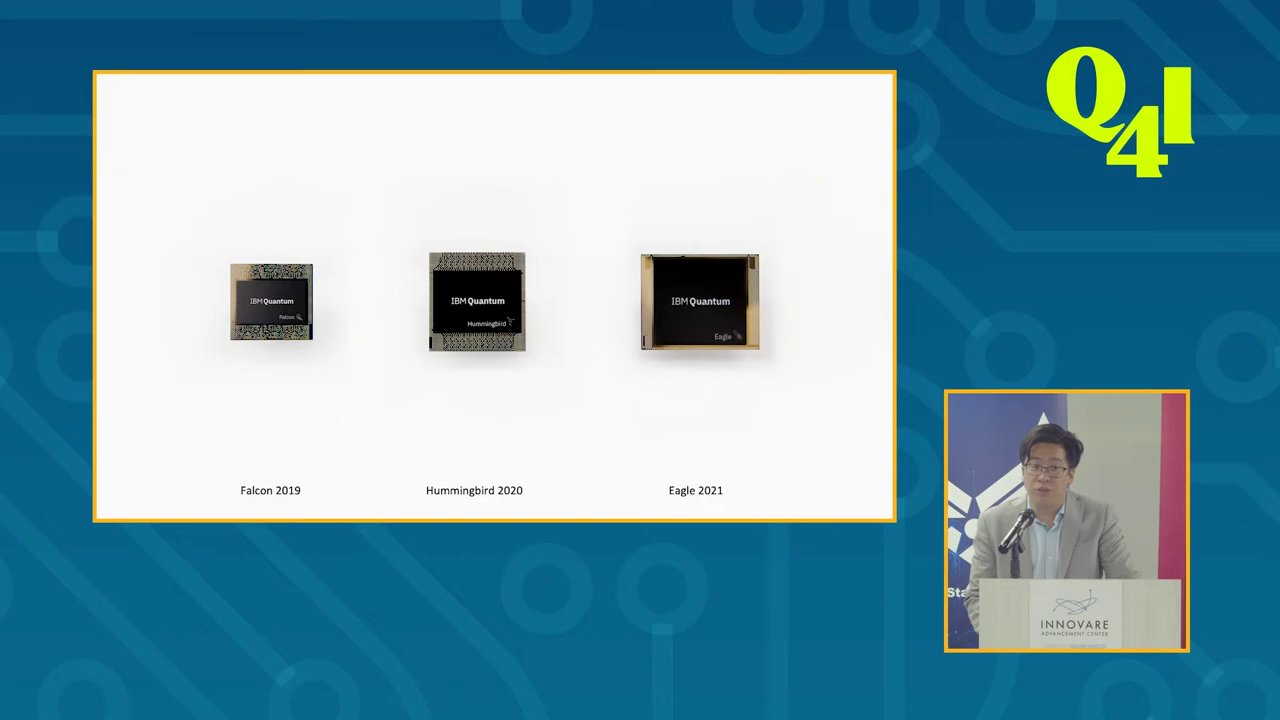 Q4I
IBM Quantum
Falcon
IBM Quantum
Hummingbird
IBM Quantum
Eagle
Falcon 2019
Hummingbird 2020
Eagle 2021
Sta
INNOVARE
ADVANCEMENT CENTER